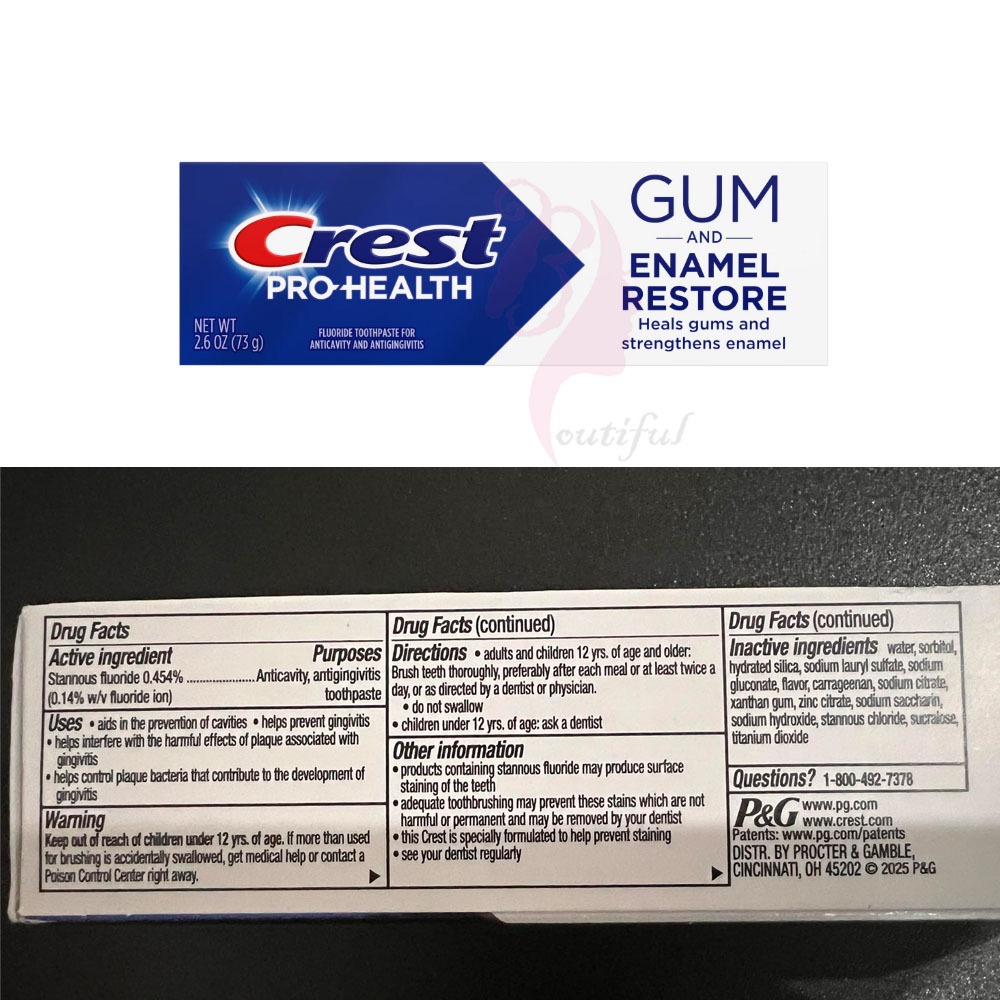 Crest
PRO-HEALTH
NET WT
2.6 OZ (73 g)
FLUORIDE TOOTHPASTE FOR
ANTICAVITY AND ANTIGINGIVITIS
GUM
AND
ENAMEL
RESTORE
Heals gums and
strengthens enamel
outiful
Drug Facts
Active ingredient Purposes
Stannous fluoride 0.454% ...................... Anticavity, antigingivitis
(0.14% w/v fluoride ion) toothpaste
Uses • aids in the prevention of cavities • helps prevent gingivitis
• helps interfere with the harmful effects of plaque associated with
gingivitis
• helps control plaque bacteria that contribute to the development of
gingivitis
Warning
Keep out of reach of children under 12 yrs. of age. If more than used
for brushing is accidentally swallowed, get medical help or contact a
Poison Control Center right away.
Drug Facts (continued)
Directions • adults and children 12 yrs. of age and older:
Brush teeth thoroughly, preferably after each meal or at least twice a
day, or as directed by a dentist or physician.
• do not swallow
• children under 12 yrs. of age: ask a dentist
Other information
• products containing stannous fluoride may produce surface
staining of the teeth
• adequate toothbrushing may prevent these stains which are not
harmful or permanent and may be removed by your dentist
• this Crest is specially formulated to help prevent staining
• see your dentist regularly
Drug Facts (continued)
Inactive ingredients water, sorbitol,
hydrated silica, sodium lauryl sulfate, sodium
gluconate, flavor, carrageenan, sodium citrate,
xanthan gum, zinc citrate, sodium saccharin,
sodium hydroxide, stannous chloride, sucralose,
titanium dioxide
Questions? 1-800-492-7378
P&G www.pg.com
www.crest.com
Patents: www.pg.com/patents
DISTR. BY PROCTER & GAMBLE,
CINCINNATI, OH 45202 © 2025 P&G